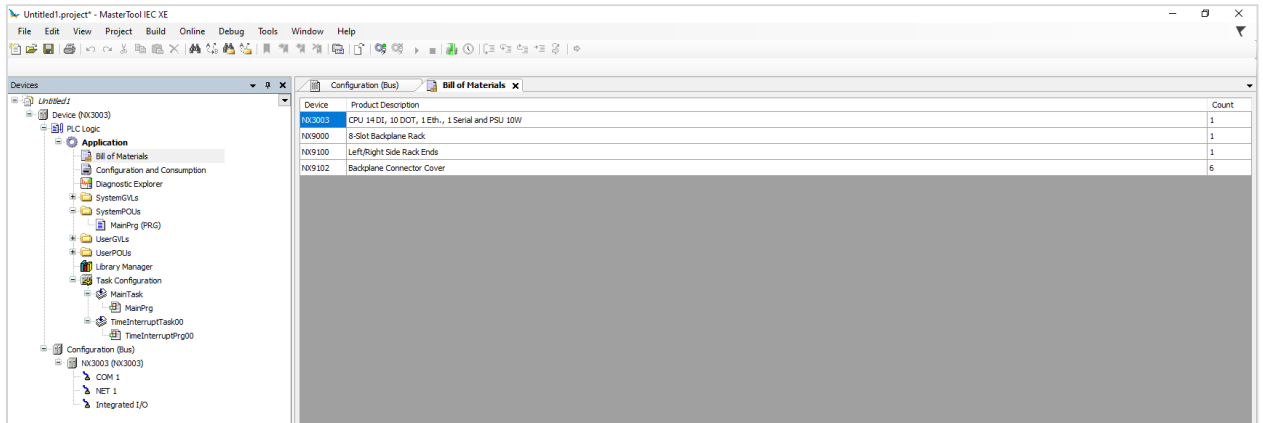 Untitled1.project* - MasterTool IEC XE
File Edit View Project Build Online Debug Tools Window Help
Devices
Untitled1
Device (NX3003)
PLC Logic
Application
Bill of Materials
Configuration and Consumption
Diagnostic Explorer
SystemGVLs
SystemPOUs
MainPrg (PRG)
UserGVLs
UserPOUs
Library Manager
Task Configuration
MainTask
MainPrg
TimeInterruptTask00
TimeInterruptPrg00
Configuration (Bus)
NX3003 (NX3003)
COM 1
NET 1
Integrated I/O
Configuration (Bus) Bill of Materials
Device Product Description Count
NX3003 CPU 14 DI, 10 DOT, 1 Eth., 1 Serial and PSU 10W 1
NX9000 8-Slot Backplane Rack 1
NX9100 Left/Right Side Rack Ends 1
NX9102 Backplane Connector Cover 6